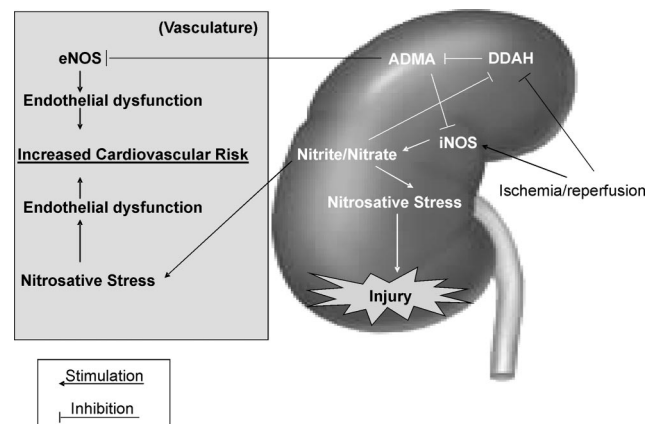 (Vasculature)
eNOS
Endothelial dysfunction
Increased Cardiovascular Risk
Endothelial dysfunction
Nitrosative Stress
ADMA
DDAH
iNOS
Nitrite/Nitrate
Nitrosative Stress
Injury
Ischemia/reperfusion
Stimulation
Inhibition